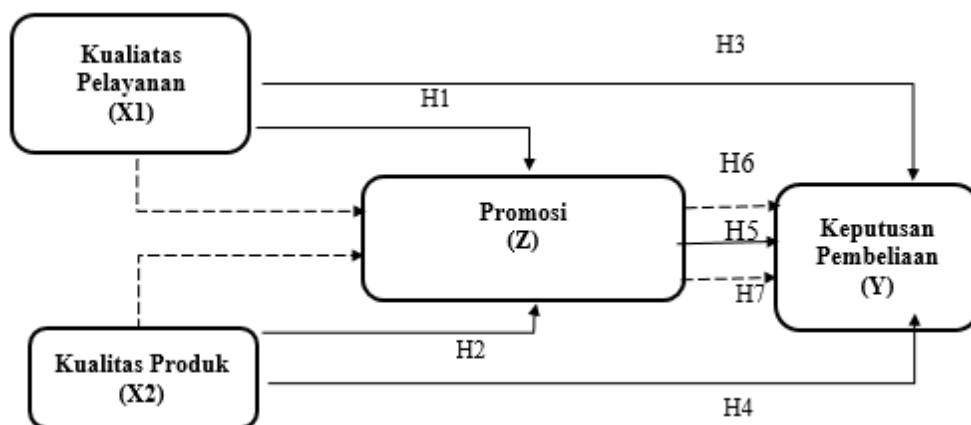 Kualiatas
Pelayanan
(X1)
H3
H1
H6
Promosi
(Z)
H5
Keputusan
Pembeliaan
(Y)
H7
H2
Kualitas Produk
(X2)
H4